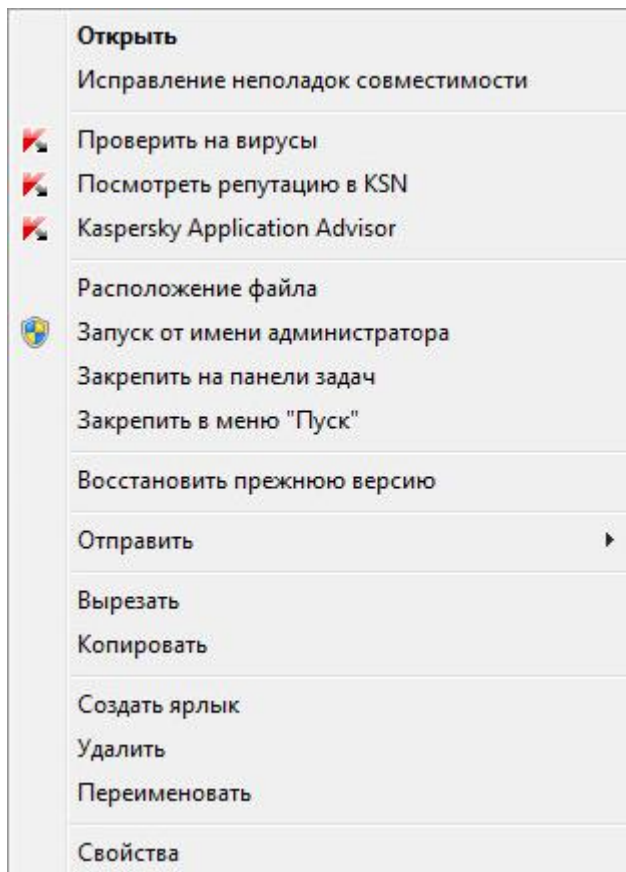 Открыть
Исправление неполадок совместимости
Проверить на вирусы
Посмотреть репутацию в KSN
Kaspersky Application Advisor
Расположение файла
Запуск от имени администратора
Закрепить на панели задач
Закрепить в меню "Пуск"
Восстановить прежнюю версию
Отправить
Вырезать
Копировать
Создать ярлык
Удалить
Переименовать
Свойства